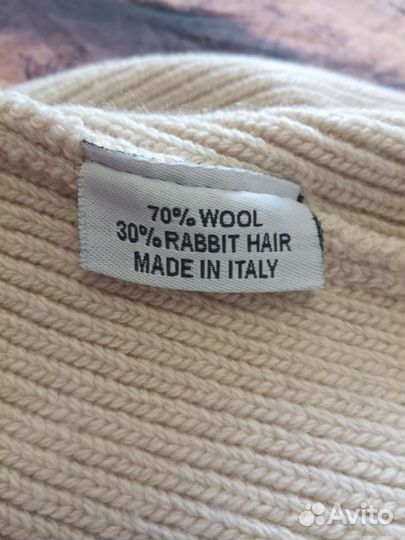 70% WOOL
30% RABBIT HAIR
MADE IN ITALY
Avito